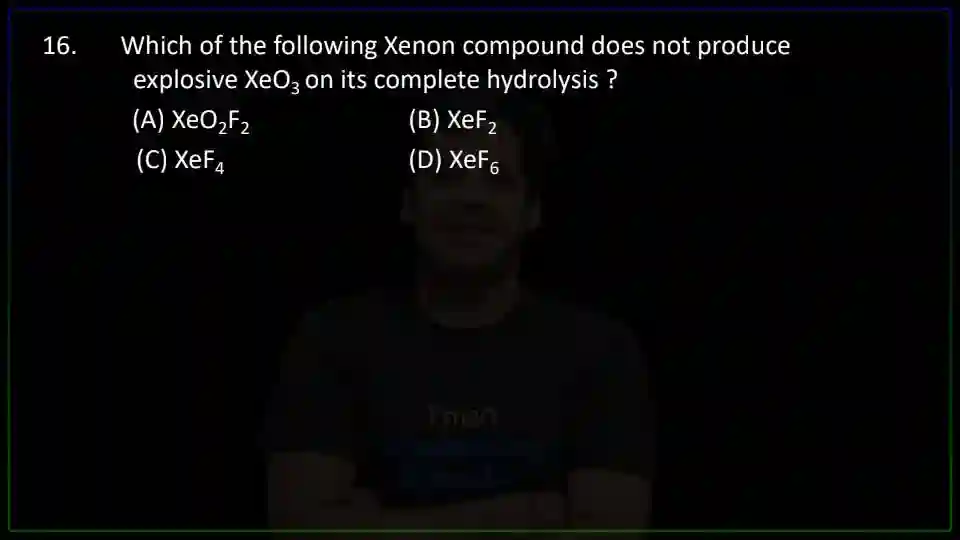 16. Which of the following Xenon compound does not produce
explosive XeO₃ on its complete hydrolysis ?
(A) XeO₂F₂ (B) XeF₂
(C) XeF₄ (D) XeF₆